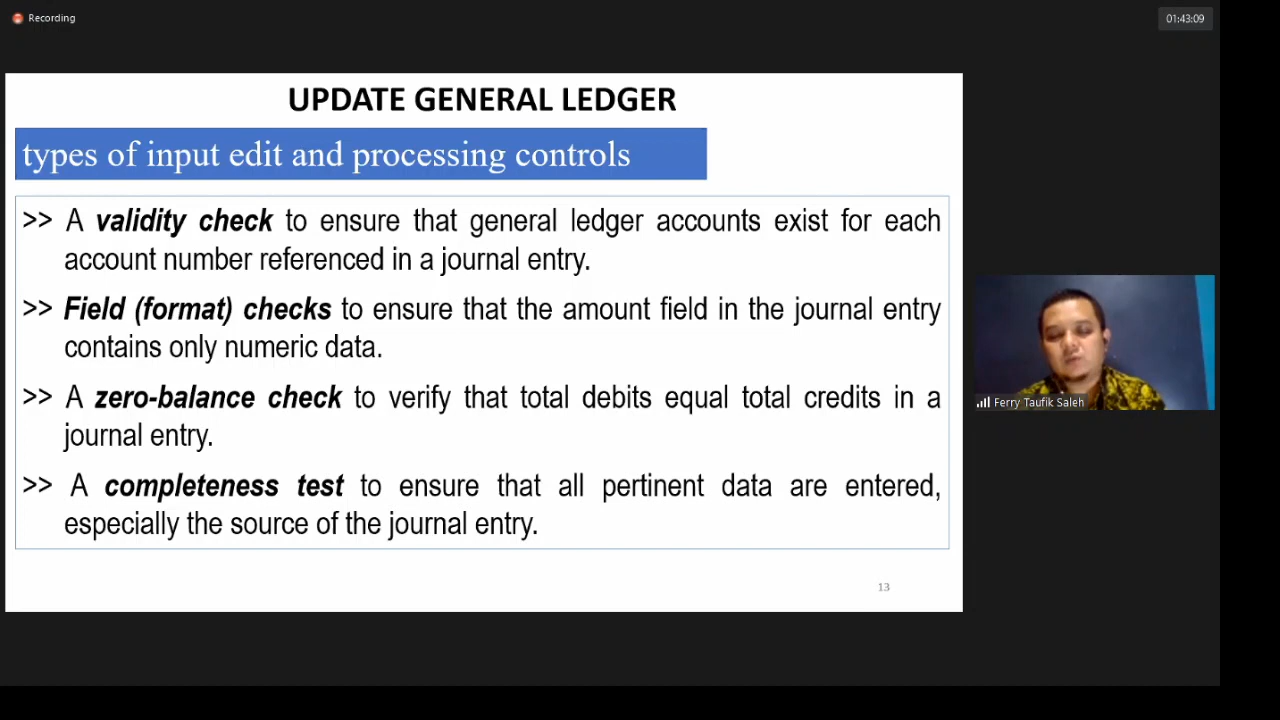 Recording
01:43:09
UPDATE GENERAL LEDGER
types of input edit and processing controls
>> A validity check to ensure that general ledger accounts exist for each
account number referenced in a journal entry.
>> Field (format) checks to ensure that the amount field in the journal entry
contains only numeric data.
>> A zero-balance check to verify that total debits equal total credits in a
journal entry.
>> A completeness test to ensure that all pertinent data are entered,
especially the source of the journal entry.
13
Ferry Taufik Saleh